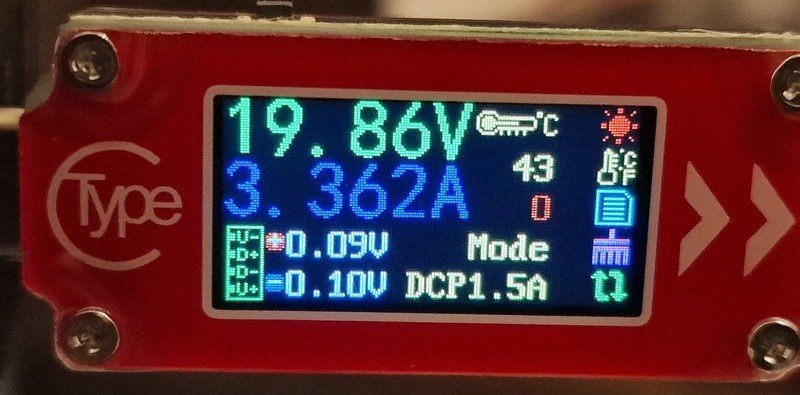 Type
19.86V
°C
3.362A
43
0
°C
°F
U-
D+
D-
U+
+0.09V
Mode
-0.10V
DCP1.5A